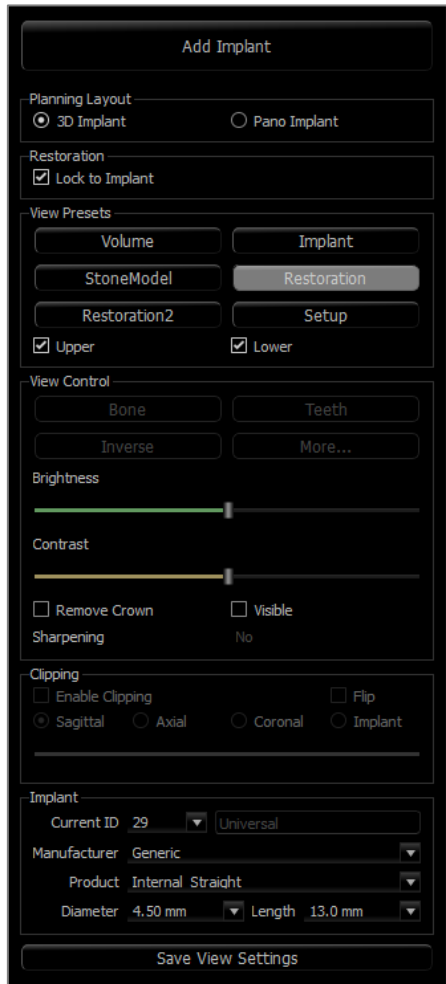 Add Implant
Planning Layout
3D Implant Pano Implant
Restoration
Lock to Implant
View Presets
Volume Implant
StoneModel Restoration
Restoration2 Setup
Upper Lower
View Control
Bone Teeth
Inverse More...
Brightness
Contrast
Remove Crown Visible
Sharpening No
Clipping
Enable Clipping Flip
Sagittal Axial Coronal Implant
Implant
Current ID 29 Universal
Manufacturer Generic
Product Internal Straight
Diameter 4.50 mm Length 13.0 mm
Save View Settings